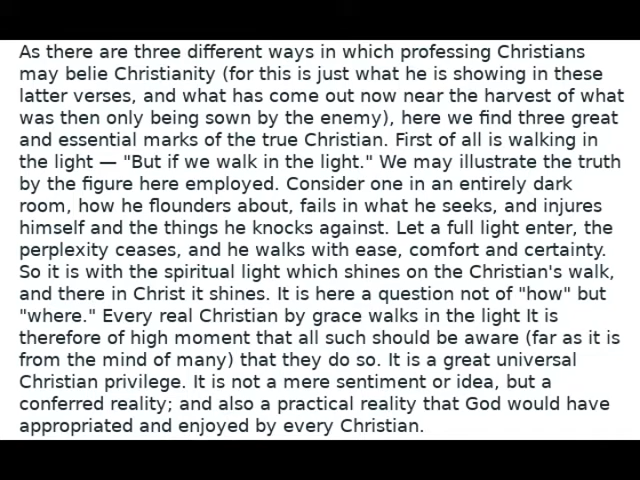 As there are three different ways in which professing Christians
may belie Christianity (for this is just what he is showing in these
latter verses, and what has come out now near the harvest of what
was then only being sown by the enemy), here we find three great
and essential marks of the true Christian. First of all is walking in
the light — "But if we walk in the light." We may illustrate the truth
by the figure here employed. Consider one in an entirely dark
room, how he flounders about, fails in what he seeks, and injures
himself and the things he knocks against. Let a full light enter, the
perplexity ceases, and he walks with ease, comfort and certainty.
So it is with the spiritual light which shines on the Christian's walk,
and there in Christ it shines. It is here a question not of "how" but
"where." Every real Christian by grace walks in the light It is
therefore of high moment that all such should be aware (far as it is
from the mind of many) that they do so. It is a great universal
Christian privilege. It is not a mere sentiment or idea, but a
conferred reality; and also a practical reality that God would have
appropriated and enjoyed by every Christian.